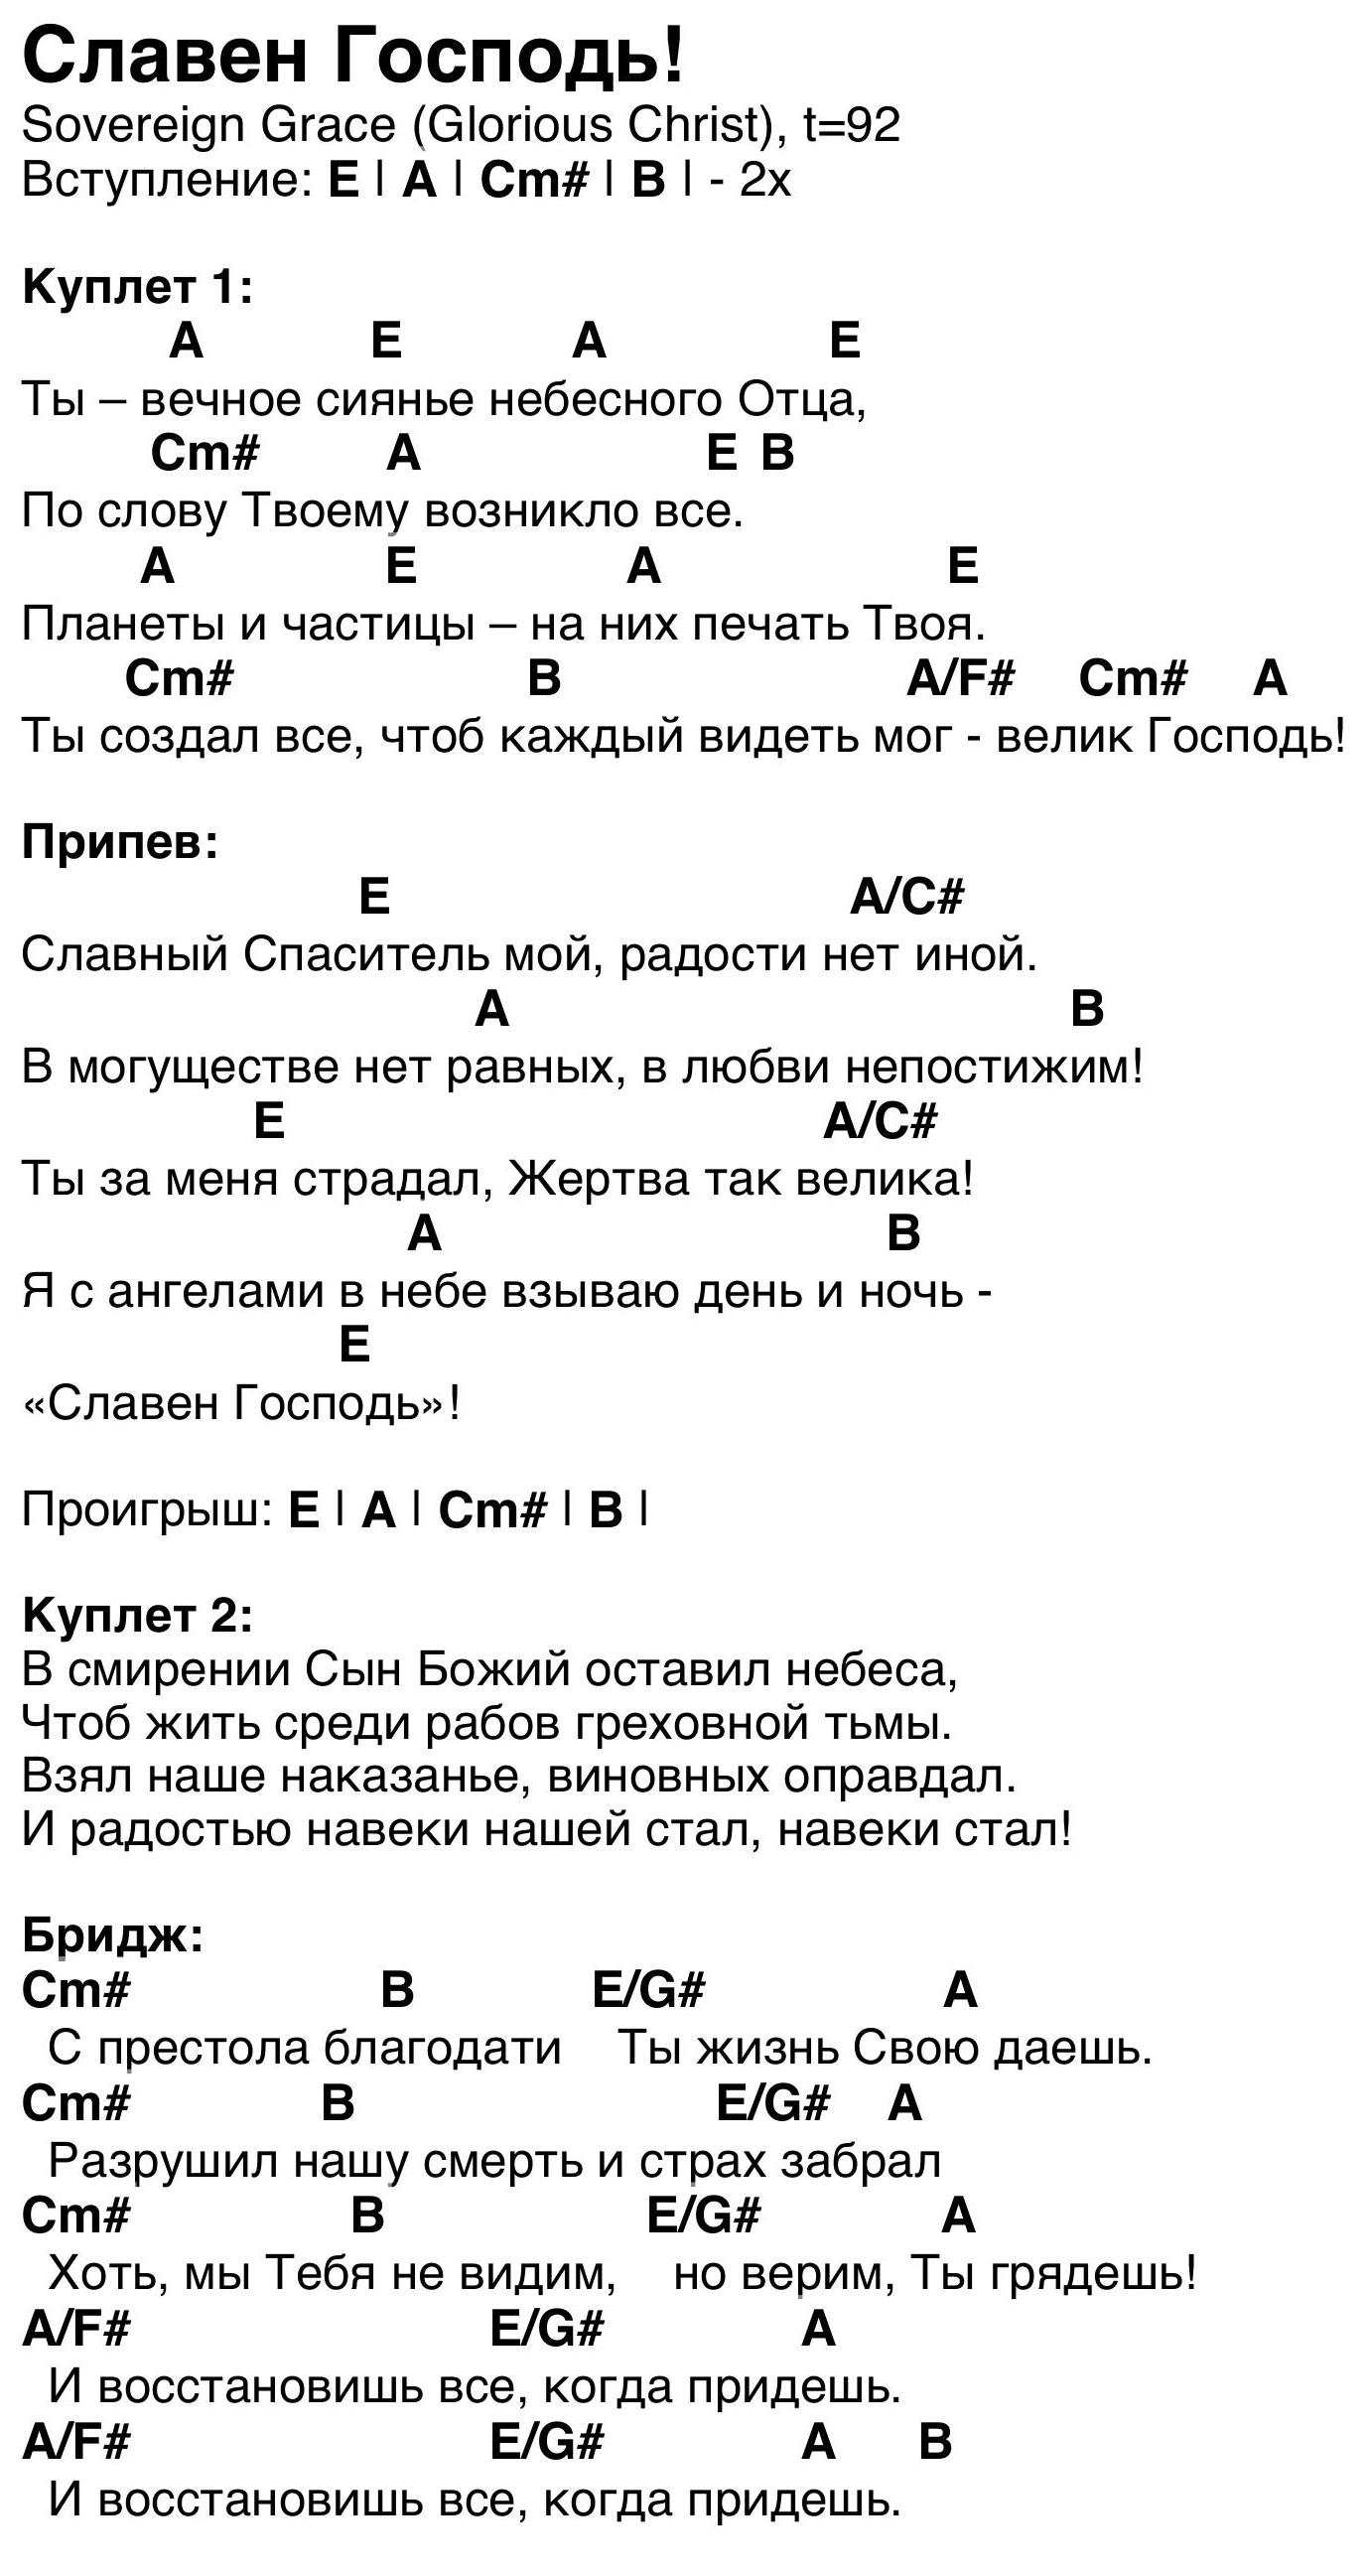 Славен Господь!
Sovereign Grace (Glorious Christ), t=92
Вступление: E | A | Cm# | B | - 2x
Куплет 1:
A E A E
Ты – вечное сиянье небесного Отца,
Cm# A E B
По слову Твоему возникло все.
A E A E
Планеты и частицы – на них печать Твоя.
Cm# B A/F# Cm# A
Ты создал все, чтоб каждый видеть мог - велик Господь!
Припев:
E A/C#
Славный Спаситель мой, радости нет иной.
A B
В могуществе нет равных, в любви непостижим!
E A/C#
Ты за меня страдал, Жертва так велика!
A B
Я с ангелами в небе взываю день и ночь -
E
«Славен Господь»!
Проигрыш: E | A | Cm# | B |
Куплет 2:
В смирении Сын Божий оставил небеса,
Чтоб жить среди рабов греховной тьмы.
Взял наше наказанье, виновных оправдал.
И радостью навеки нашей стал, навеки стал!
Бридж:
Cm# B E/G# A
С престола благодати Ты жизнь Свою даешь.
Cm# B E/G# A
Разрушил нашу смерть и страх забрал
Cm# B E/G# A
Хоть, мы Тебя не видим, но верим, Ты грядешь!
A/F# E/G# A
И восстановишь все, когда придешь.
A/F# E/G# A B
И восстановишь все, когда придешь.